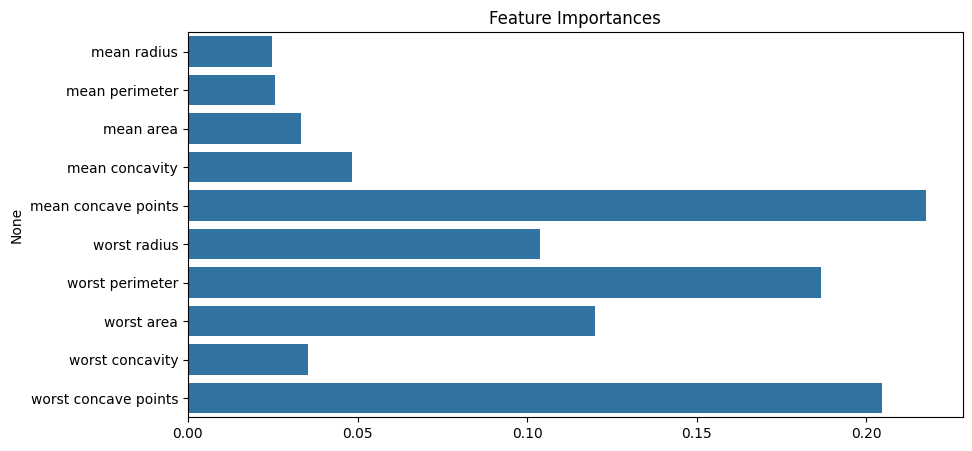 Feature Importances
mean radius
mean perimeter
mean area
mean concavity
mean concave points
worst radius
worst perimeter
worst area
worst concavity
worst concave points
None
0.00 0.05 0.10 0.15 0.20